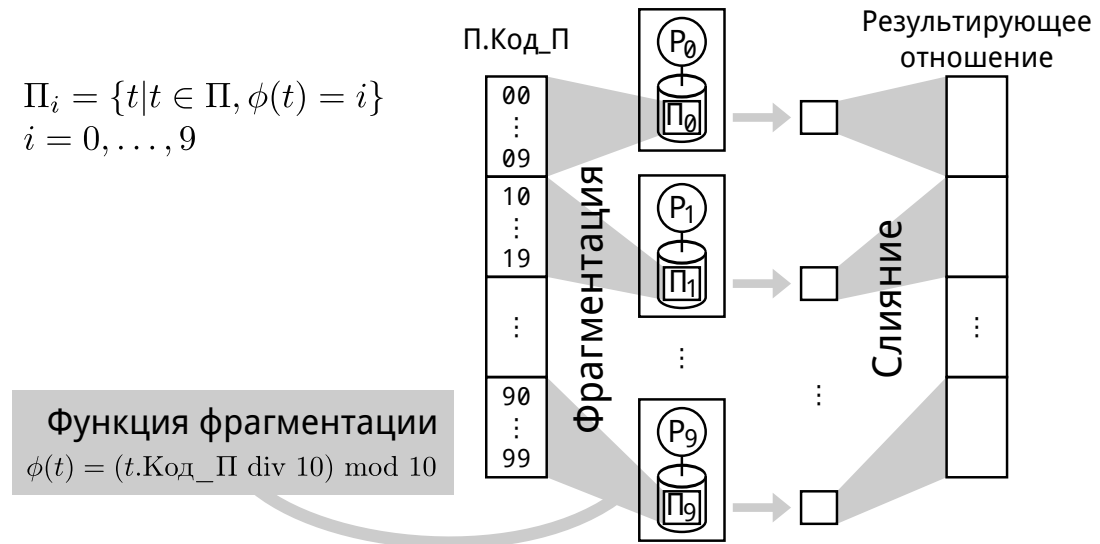 Π_i = {t|t ∈ Π, ϕ(t) = i}
i = 0, . . . , 9
П.Код_П
00
⋮
09
10
⋮
19
⋮
90
⋮
99
Фрагментация
P₀
П₀
P₁
П₁
⋮
P₉
П₉
⋮
Слияние
Результирующее
отношение
⋮
Функция фрагментации
ϕ(t) = (t.Код_П div 10) mod 10